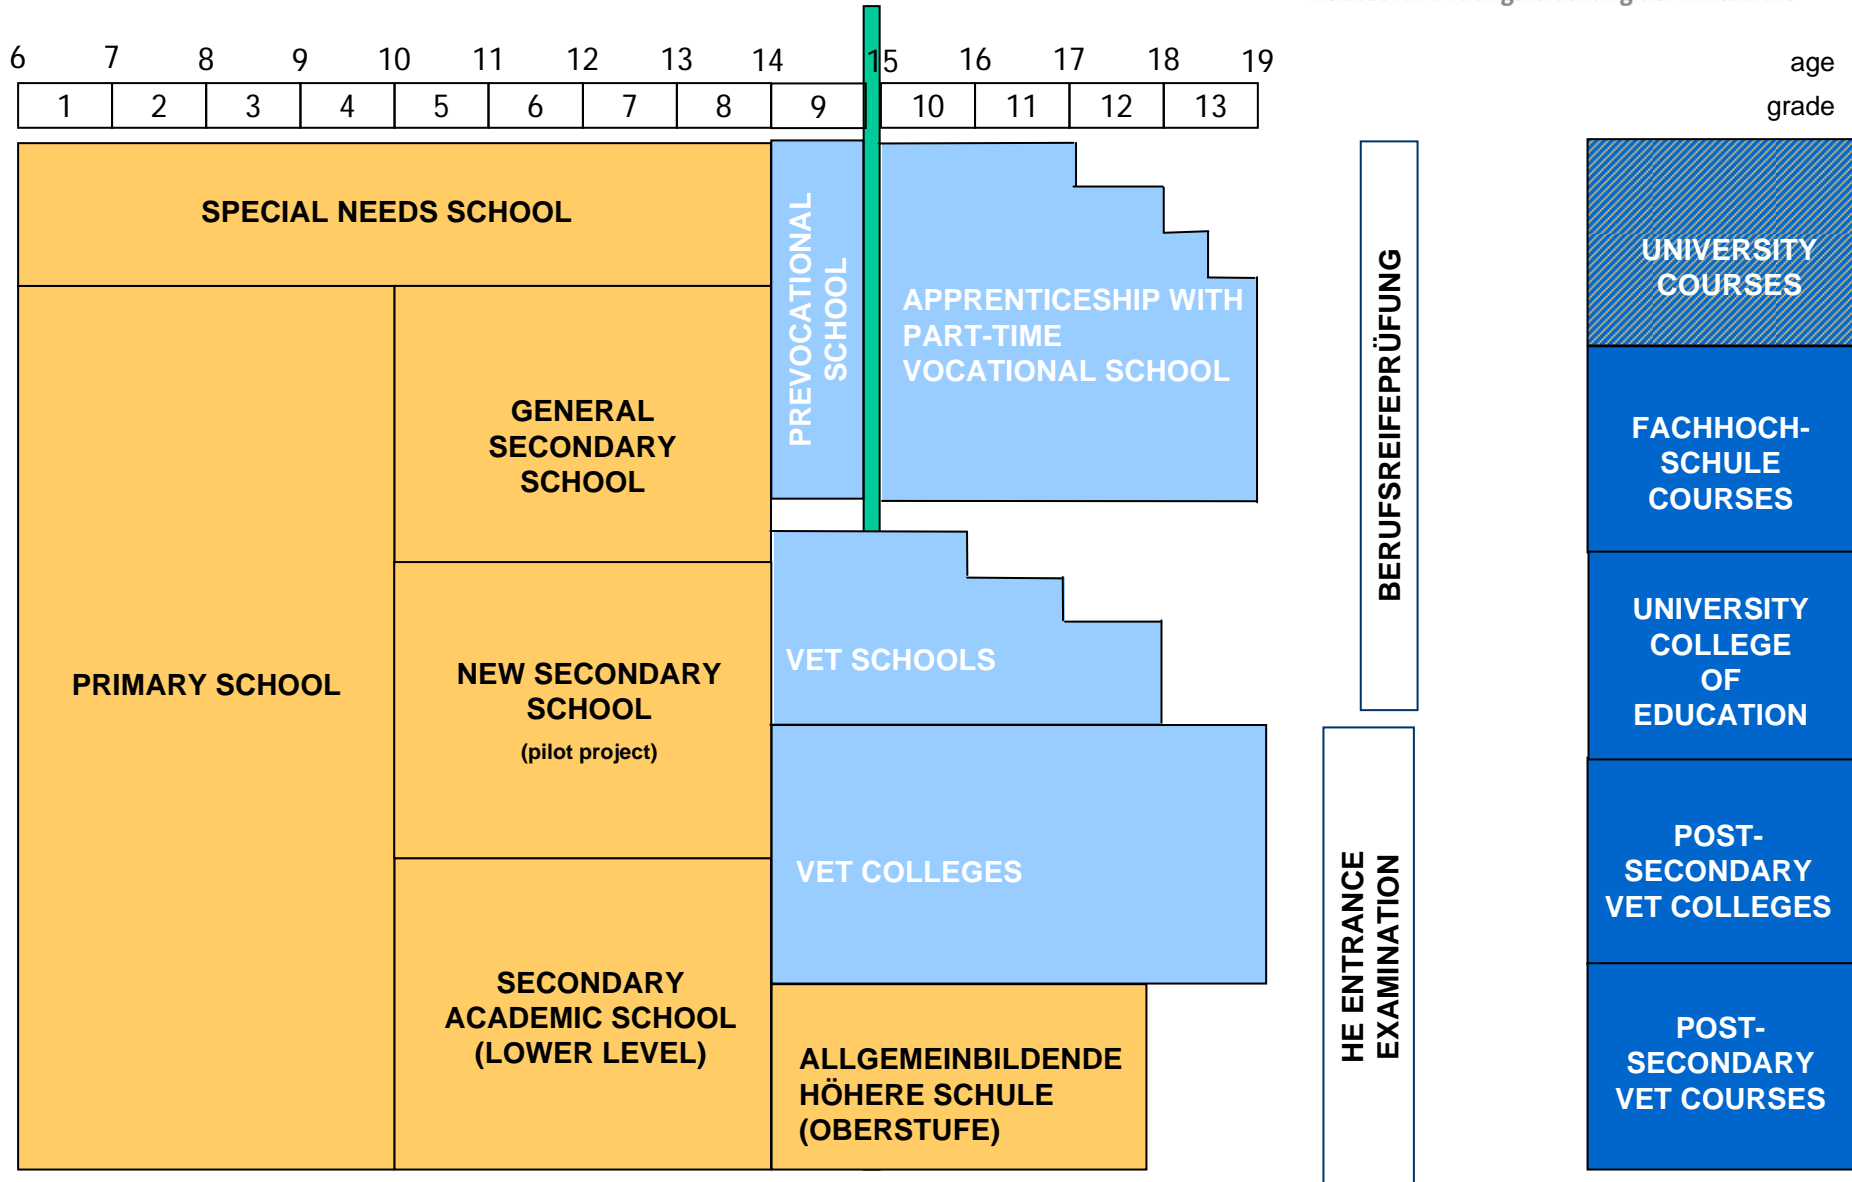 6 7 8 9 10 11 12 13 14 15 16 17 18 19 age
1 2 3 4 5 6 7 8 9 10 11 12 13 grade
SPECIAL NEEDS SCHOOL
PRIMARY SCHOOL
GENERAL
SECONDARY
SCHOOL
NEW SECONDARY
SCHOOL
(pilot project)
SECONDARY
ACADEMIC SCHOOL
(LOWER LEVEL)
PREVOCATIONAL
SCHOOL
APPRENTICESHIP WITH
PART-TIME
VOCATIONAL SCHOOL
VET SCHOOLS
VET COLLEGES
ALLGEMEINBILDENDE
HÖHERE SCHULE
(OBERSTUFE)
BERUFSREIFEPRÜFUNG
HE ENTRANCE
EXAMINATION
UNIVERSITY
COURSES
FACHHOCH-
SCHULE
COURSES
UNIVERSITY
COLLEGE
OF
EDUCATION
POST-
SECONDARY
VET COLLEGES
POST-
SECONDARY
VET COURSES